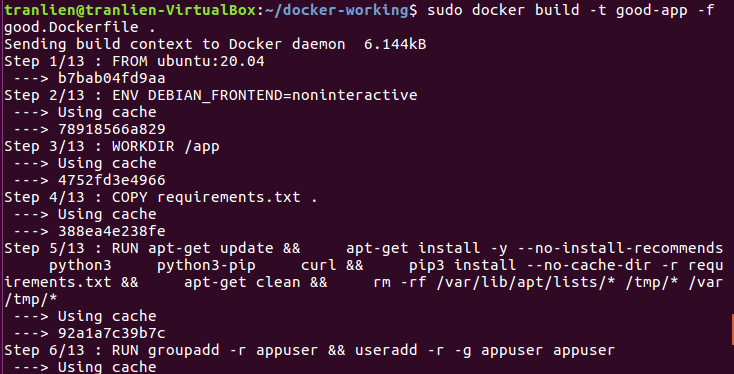 tranlien@tranlien-VirtualBox:~/docker-working$ sudo docker build -t good-app -f
good.Dockerfile .
Sending build context to Docker daemon  6.144kB
Step 1/13 : FROM ubuntu:20.04
 ---> b7bab04fd9aa
Step 2/13 : ENV DEBIAN_FRONTEND=noninteractive
 ---> Using cache
 ---> 78918566a829
Step 3/13 : WORKDIR /app
 ---> Using cache
 ---> 4752fd3e4966
Step 4/13 : COPY requirements.txt .
 ---> Using cache
 ---> 388ea4e238fe
Step 5/13 : RUN apt-get update &&     apt-get install -y --no-install-recommends
     python3     python3-pip     curl &&     pip3 install --no-cache-dir -r requ
irements.txt &&     apt-get clean &&     rm -rf /var/lib/apt/lists/* /tmp/* /var
/tmp/*
 ---> Using cache
 ---> 92a1a7c39b7c
Step 6/13 : RUN groupadd -r appuser && useradd -r -g appuser appuser
 ---> Using cache